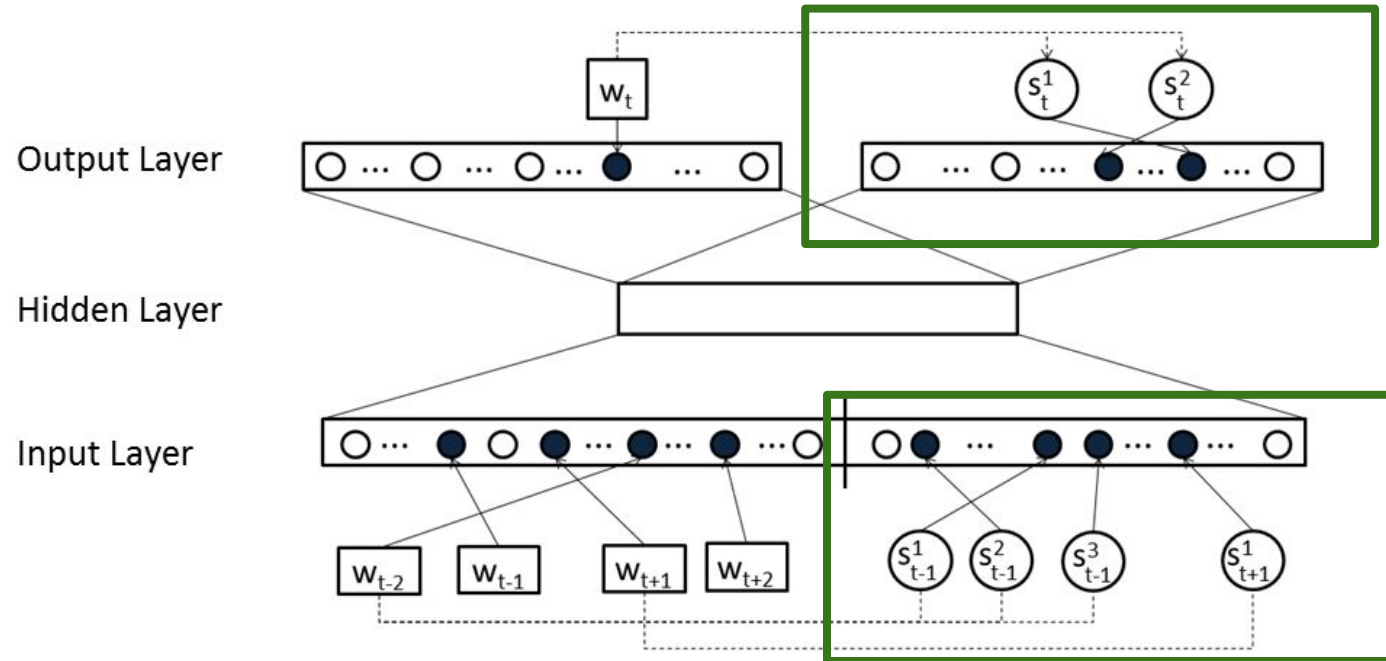 w_t s_t^1 s_t^2
Output Layer
... ... ... ... ... ... ... ...
Hidden Layer
Input Layer
... ... ... ... ... ... ...
w_{t-2} w_{t-1} w_{t+1} w_{t+2} s_{t-1}^1 s_{t-1}^2 s_{t-1}^3 s_{t+1}^1